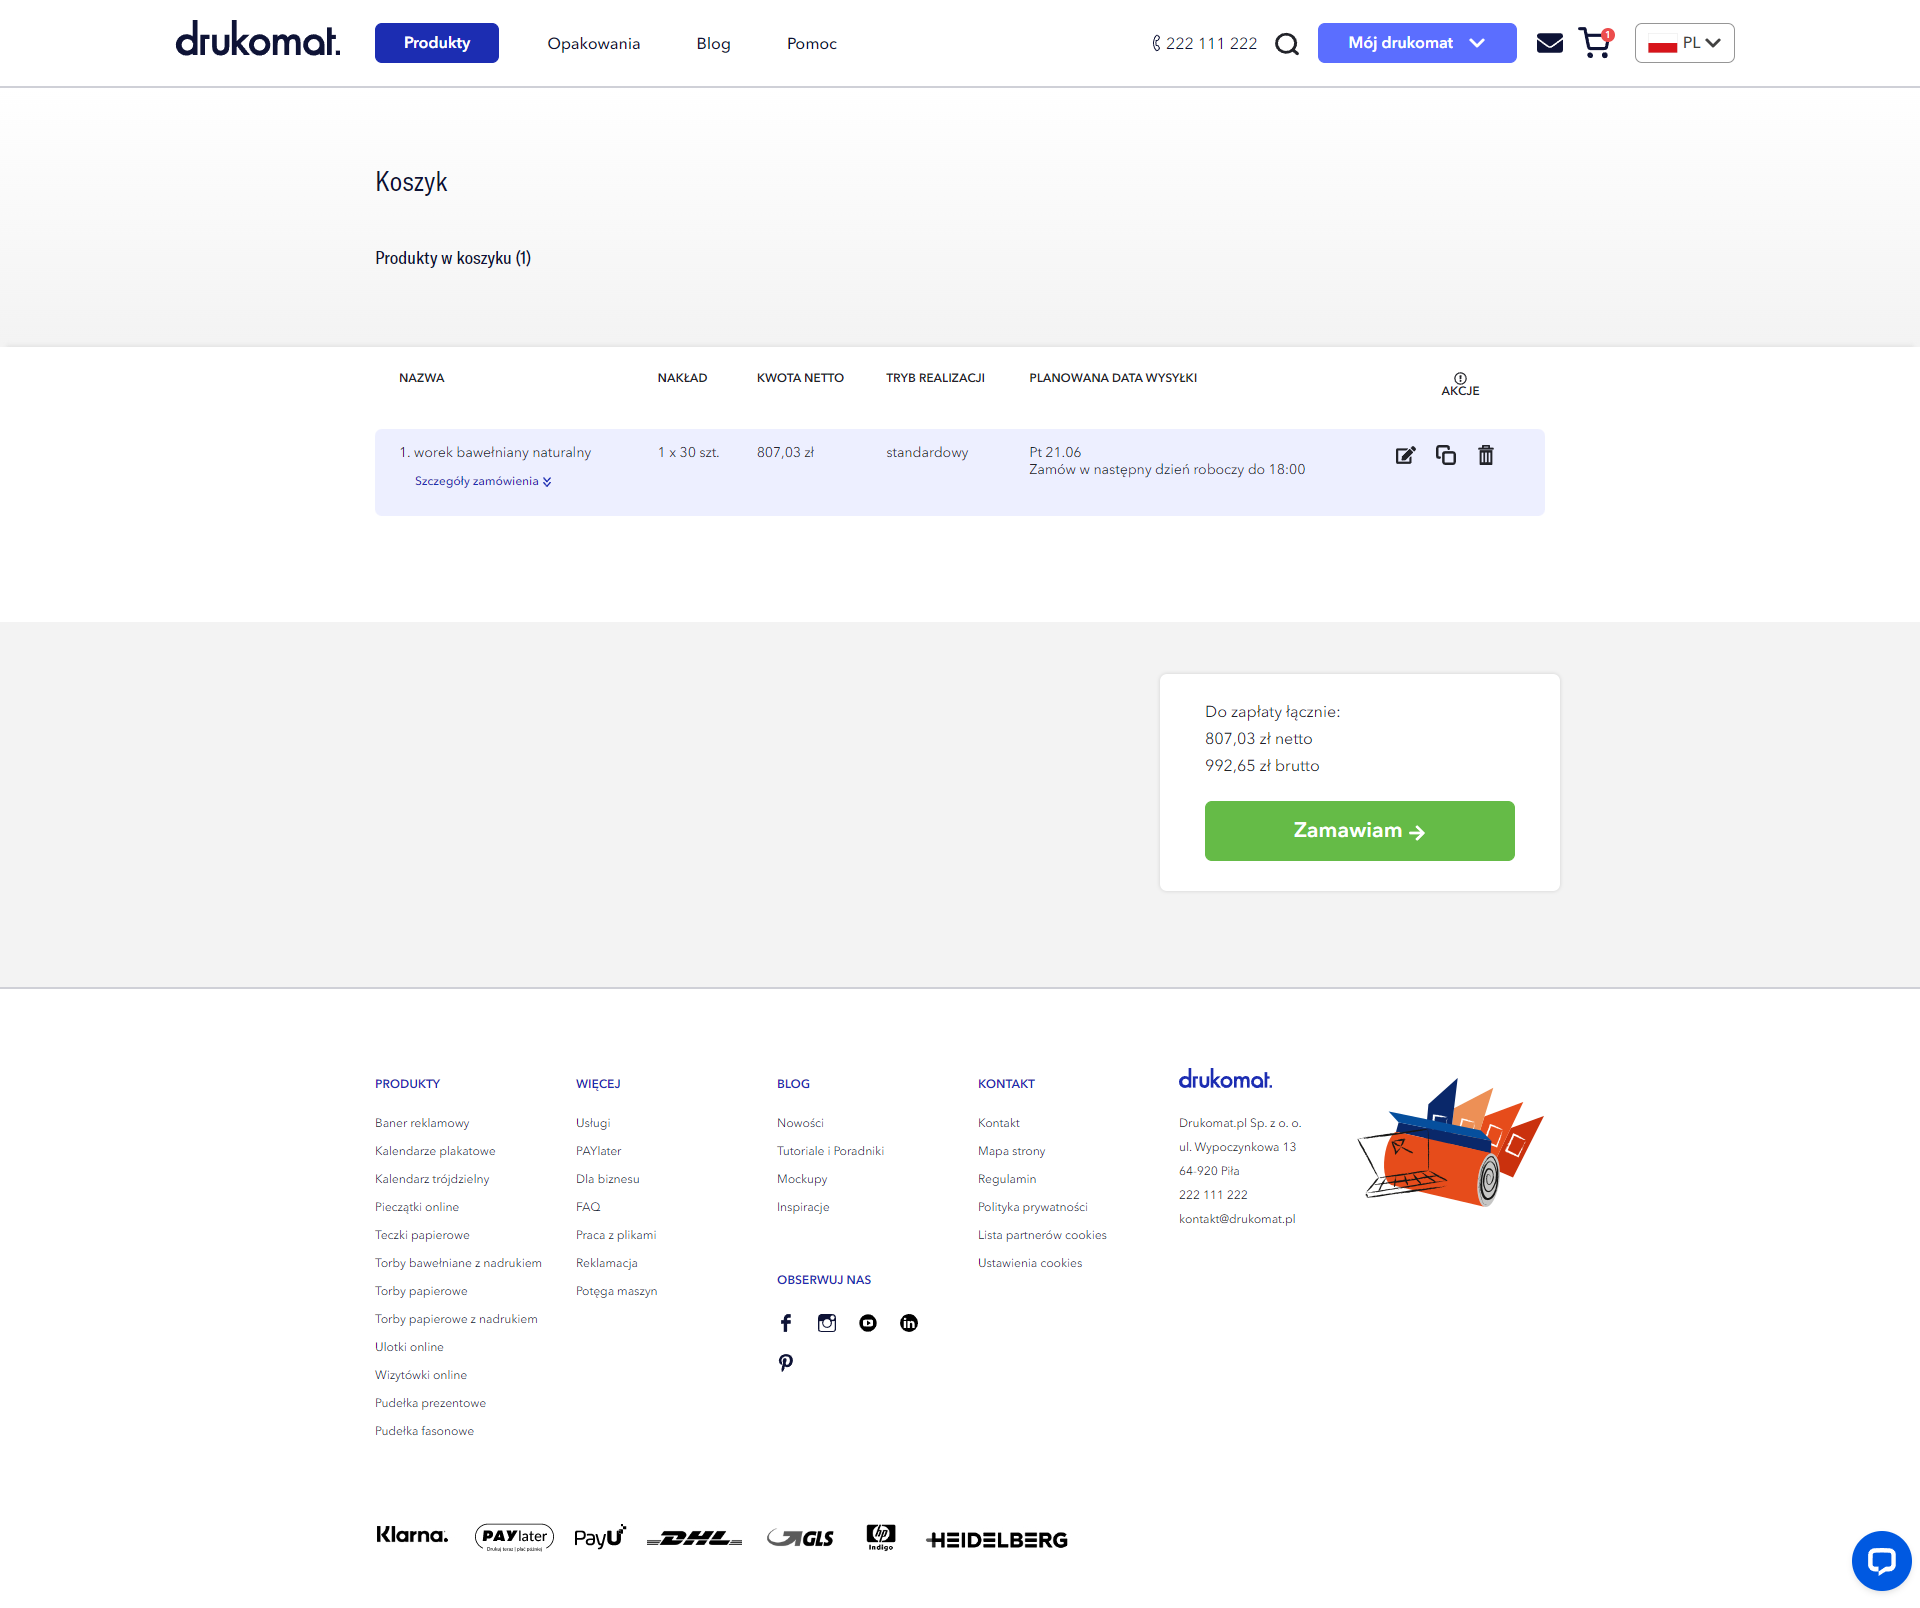 drukomat.
Produkty
Opakowania
Blog
Pomoc
222 111 222
Mój drukomat
1
PL
Koszyk
Produkty w koszyku (1)
NAZWA
NAKŁAD
KWOTA NETTO
TRYB REALIZACJI
PLANOWANA DATA WYSYŁKI
AKCJE
1. worek bawełniany naturalny
1 x 30 szt.
807,03 zł
standardowy
Pt 21.06
Zamów w następny dzień roboczy do 18:00
Szczegóły zamówienia
Do zapłaty łącznie:
807,03 zł netto
992,65 zł brutto
Zamawiam
PRODUKTY
Baner reklamowy
Kalendarze plakatowe
Kalendarz trójdzielny
Pieczątki online
Teczki papierowe
Torby bawełniane z nadrukiem
Torby papierowe
Torby papierowe z nadrukiem
Ulotki online
Wizytówki online
Pudełka prezentowe
Pudełka fasonowe
WIĘCEJ
Usługi
PAYlater
Dla biznesu
FAQ
Praca z plikami
Reklamacja
Potęga maszyn
BLOG
Nowości
Tutoriale i Poradniki
Mockupy
Inspiracje
OBSERWUJ NAS
KONTAKT
Kontakt
Mapa strony
Regulamin
Polityka prywatności
Lista partnerów cookies
Ustawienia cookies
drukomat.
Drukomat.pl Sp. z o. o.
ul. Wypoczynkowa 13
64-920 Piła
222 111 222
kontakt@drukomat.pl
Klarna.
PAYlater
Drukuj teraz i płać później
PayU
DHL
GLS
hp
indigo
HEIDELBERG